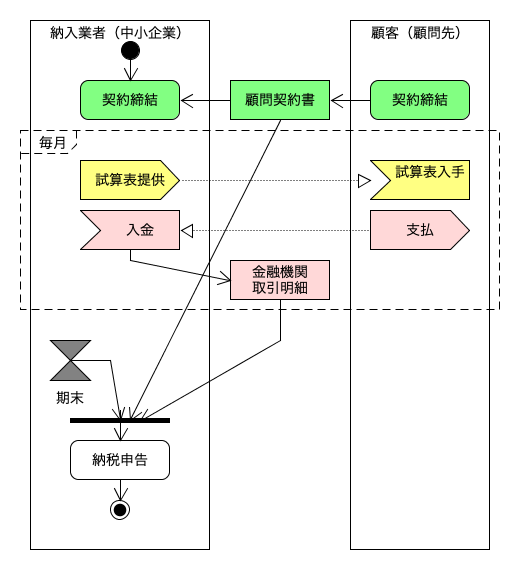 納入業者（中小企業）
顧客（顧問先）
契約締結
顧問契約書
契約締結
毎月
試算表提供
試算表入手
入金
支払
金融機関
取引明細
期末
納税申告